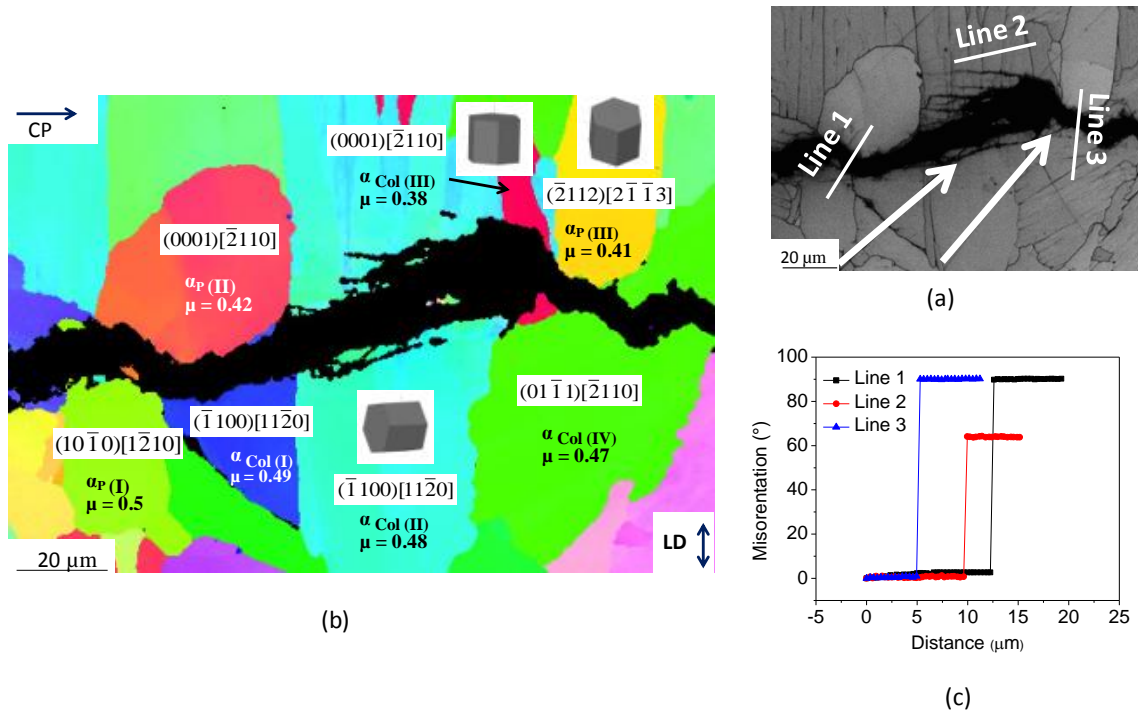 CP
(0001)[2̄110]
α Col (III)
μ = 0.38
(2̄112)[21̄ 1̄3]
αP (III)
μ = 0.41
(0001)[2̄110]
αP (II)
μ = 0.42
(101̄0)[12̄10]
αP (I)
μ = 0.5
(1̄100)[112̄0]
α Col (I)
μ = 0.49
(1̄100)[112̄0]
α Col (II)
μ = 0.48
(011̄1)[2̄110]
α Col (IV)
μ = 0.47
LD
20 μm
(b)
Line 2
Line 1
Line 3
20 μm
(a)
Line 1
Line 2
Line 3
Misorentation (°)
100
80
60
40
20
0
-5 0 5 10 15 20 25
Distance (μm)
(c)